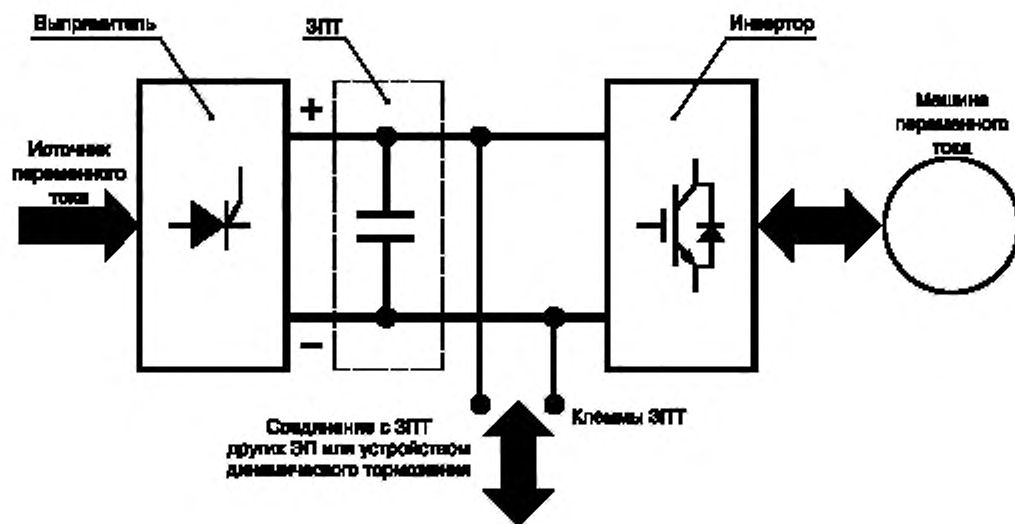 Выпрямитель
ЗПТ
Инвертор
+
Машина
переменного
тока
Источник
переменного
тока
−
Клеммы ЗПТ
Соединение с ЗПТ
других ЭП или устройством
динамического торможения